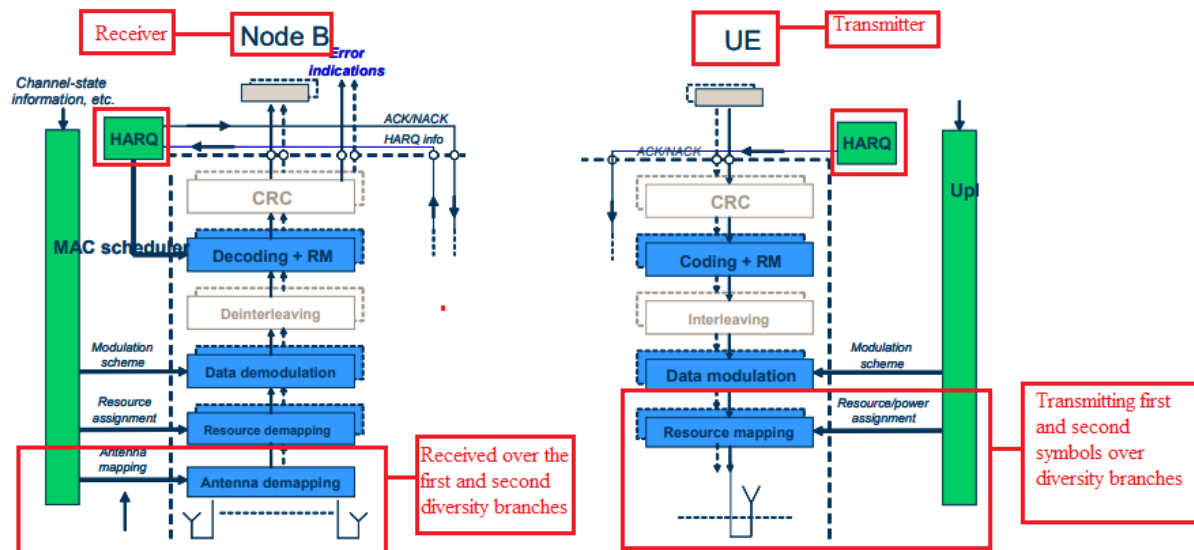 Receiver
Node B
Error
indications
Channel-state
information, etc.
HARQ
ACK/NACK
HARQ info
CRC
MAC scheduler
Decoding + RM
Deinterleaving
Modulation
scheme
Data demodulation
Resource
assignment
Resource demapping
Antenna
mapping
Antenna demapping
Received over the
first and second
diversity branches
UE
Transmitter
ACK/NACK
HARQ
CRC
Upl
Coding + RM
Interleaving
Data modulation
Modulation
scheme
Resource mapping
Resource/power
assignment
Transmitting first
and second
symbols over
diversity branches